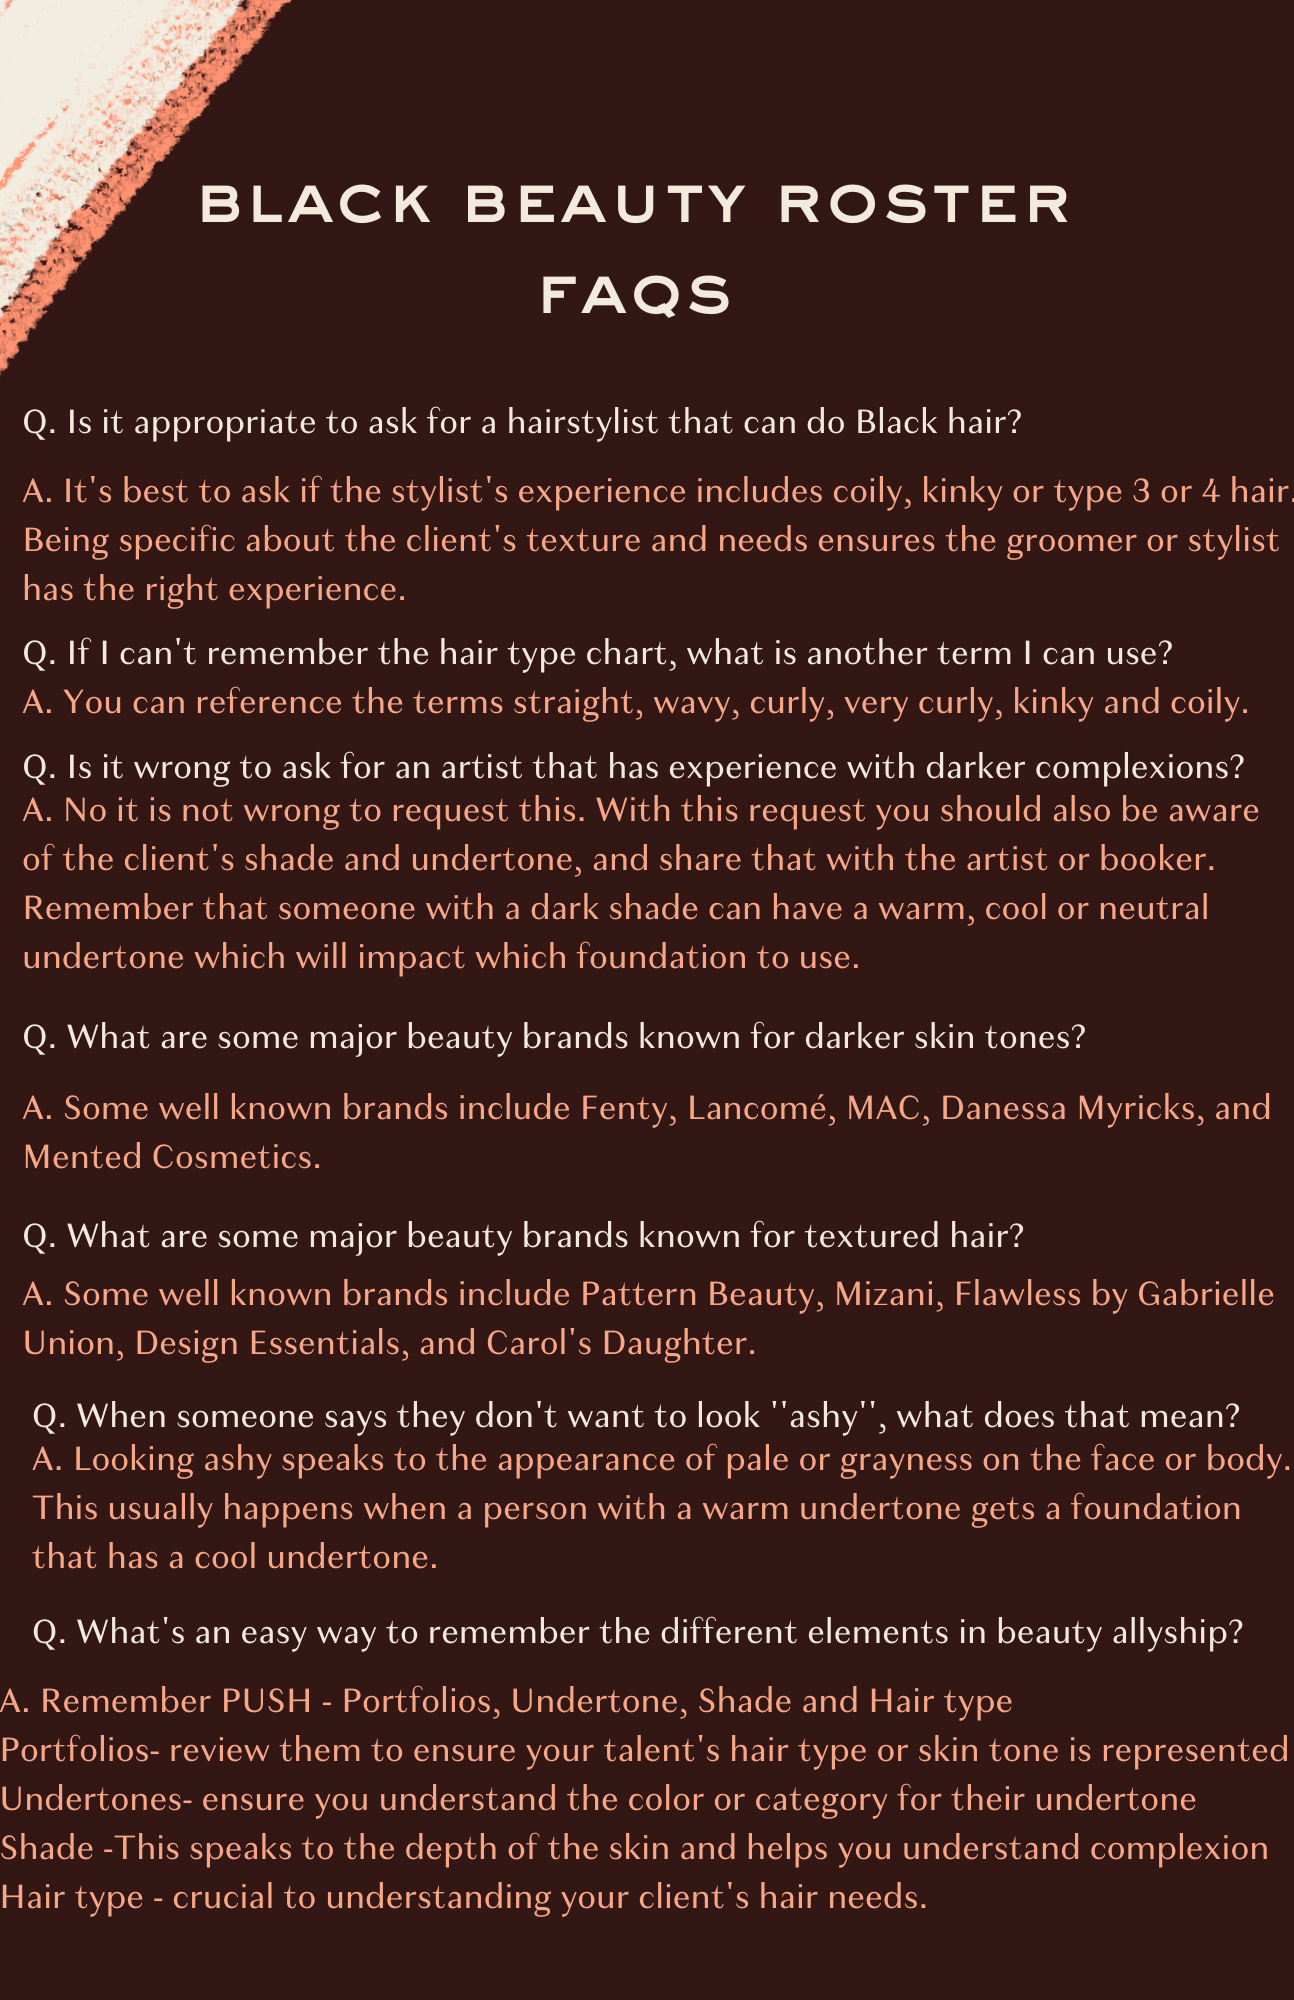 BLACK BEAUTY ROSTER
FAQS
Q. Is it appropriate to ask for a hairstylist that can do Black hair?
A. It's best to ask if the stylist's experience includes coily, kinky or type 3 or 4 hair.
Being specific about the client's texture and needs ensures the groomer or stylist
has the right experience.
Q. If I can't remember the hair type chart, what is another term I can use?
A. You can reference the terms straight, wavy, curly, very curly, kinky and coily.
Q. Is it wrong to ask for an artist that has experience with darker complexions?
A. No it is not wrong to request this. With this request you should also be aware
of the client's shade and undertone, and share that with the artist or booker.
Remember that someone with a dark shade can have a warm, cool or neutral
undertone which will impact which foundation to use.
Q. What are some major beauty brands known for darker skin tones?
A. Some well known brands include Fenty, Lancomé, MAC, Danessa Myricks, and
Mented Cosmetics.
Q. What are some major beauty brands known for textured hair?
A. Some well known brands include Pattern Beauty, Mizani, Flawless by Gabrielle
Union, Design Essentials, and Carol's Daughter.
Q. When someone says they don't want to look ''ashy'', what does that mean?
A. Looking ashy speaks to the appearance of pale or grayness on the face or body.
This usually happens when a person with a warm undertone gets a foundation
that has a cool undertone.
Q. What's an easy way to remember the different elements in beauty allyship?
A. Remember PUSH - Portfolios, Undertone, Shade and Hair type
Portfolios- review them to ensure your talent's hair type or skin tone is represented
Undertones- ensure you understand the color or category for their undertone
Shade -This speaks to the depth of the skin and helps you understand complexion
Hair type - crucial to understanding your client's hair needs.